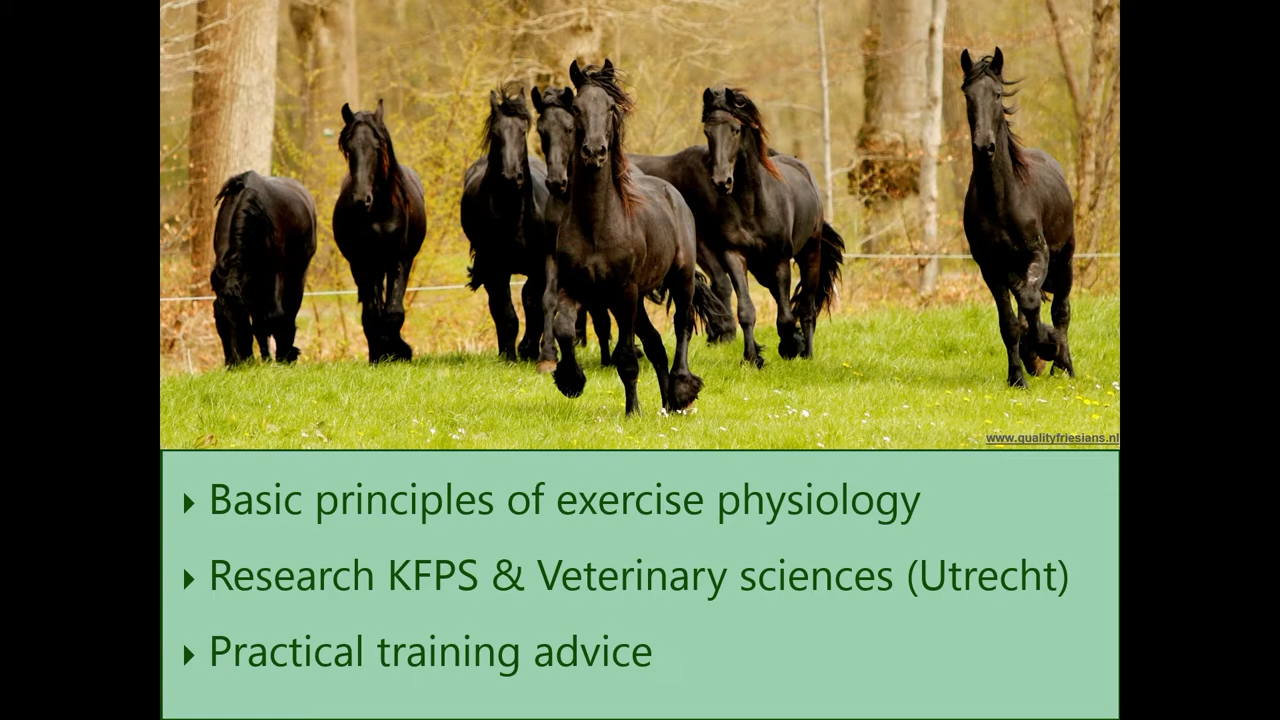 www.qualityfriesians.nl
Basic principles of exercise physiology
Research KFPS & Veterinary sciences (Utrecht)
Practical training advice